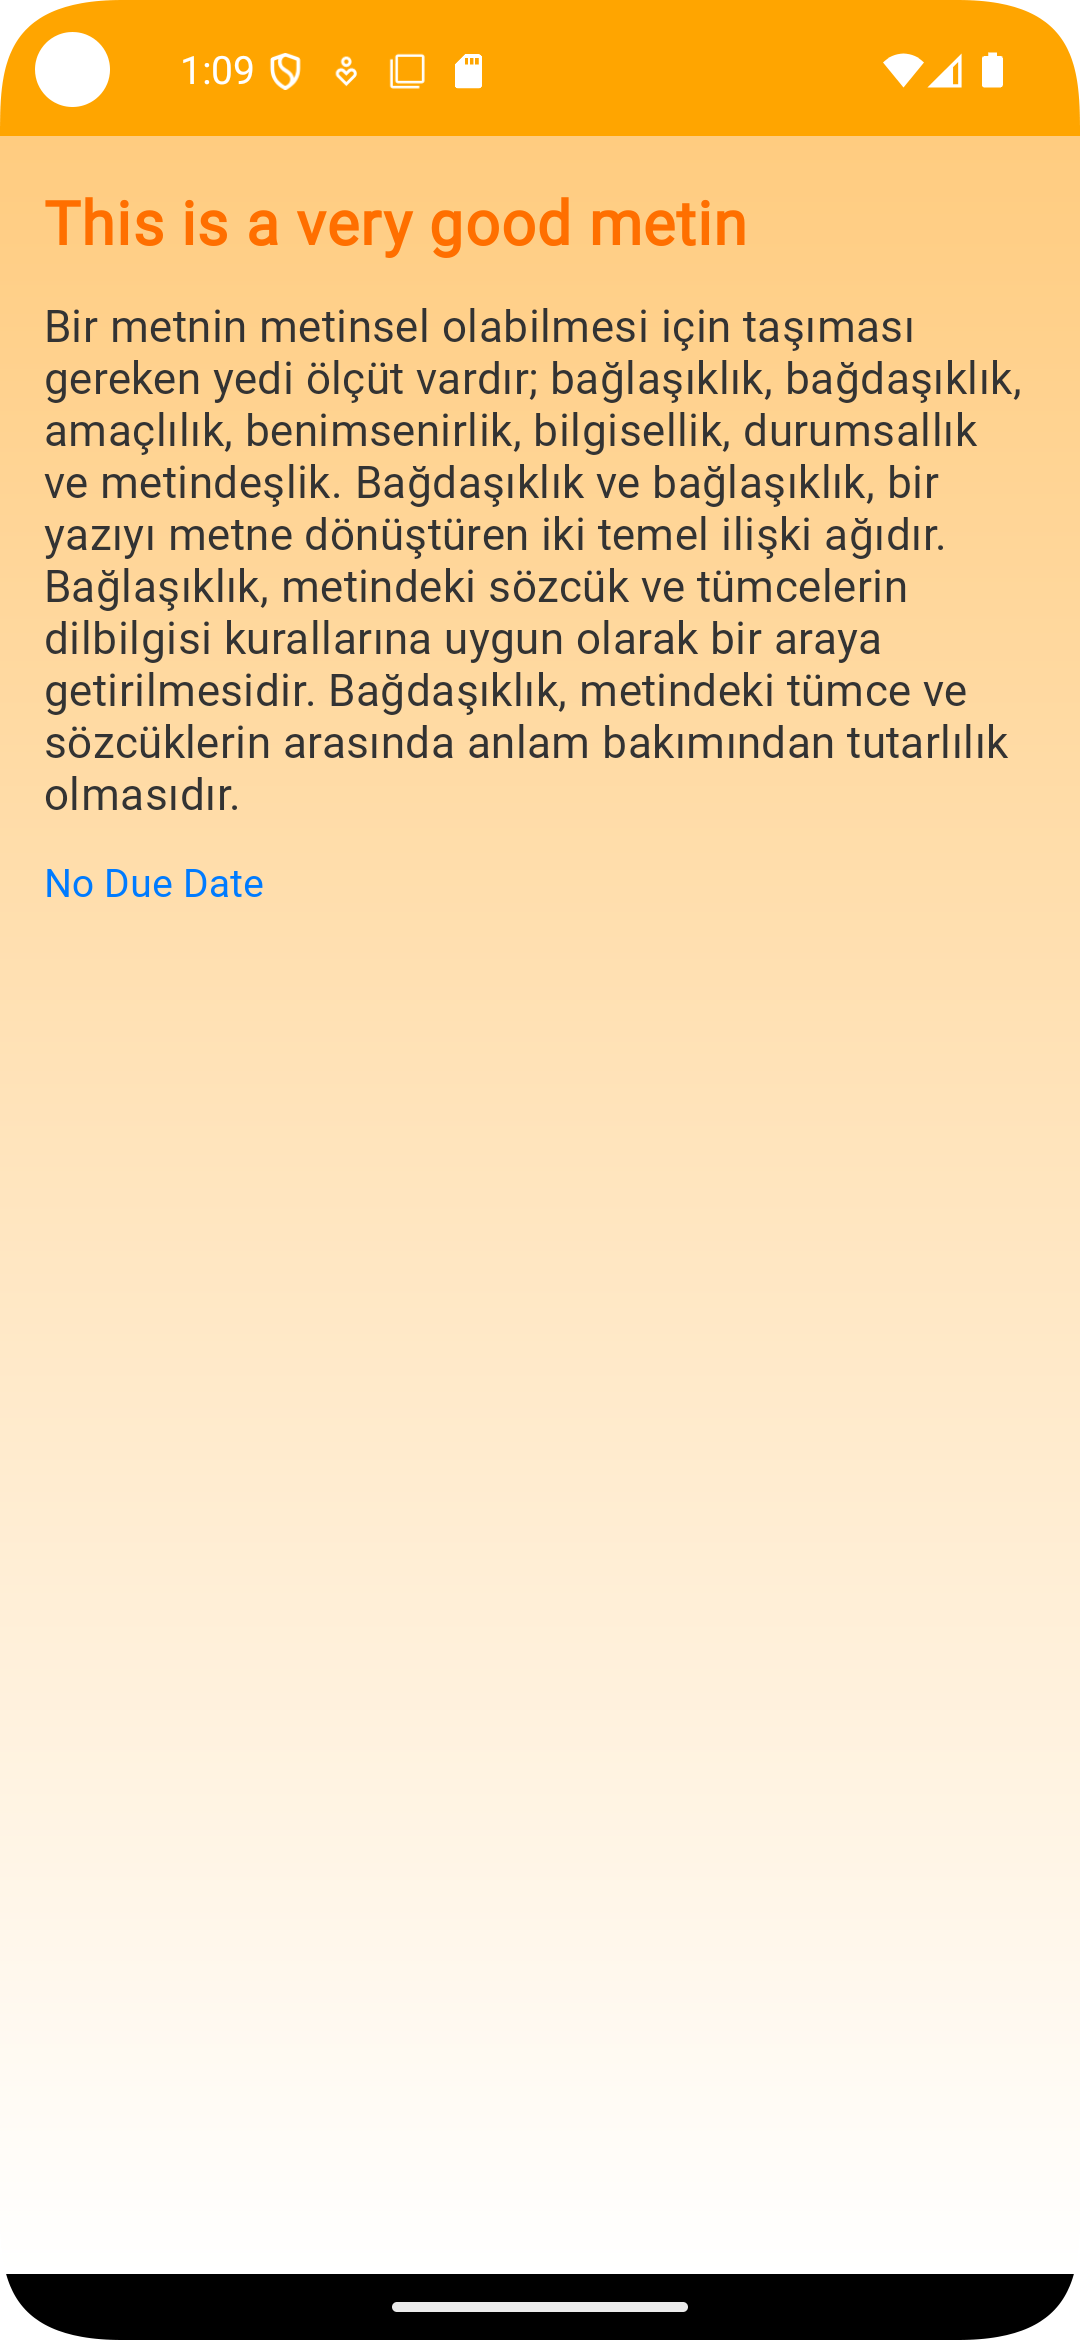 1:09
This is a very good metin
Bir metnin metinsel olabilmesi için taşıması
gereken yedi ölçüt vardır; bağlaşıklık, bağdaşıklık,
amaçlılık, benimsenirlik, bilgisellik, durumsallık
ve metindeşlik. Bağdaşıklık ve bağlaşıklık, bir
yazıyı metne dönüştüren iki temel ilişki ağıdır.
Bağlaşıklık, metindeki sözcük ve tümcelerin
dilbilgisi kurallarına uygun olarak bir araya
getirilmesidir. Bağdaşıklık, metindeki tümce ve
sözcüklerin arasında anlam bakımından tutarlılık
olmasıdır.
No Due Date